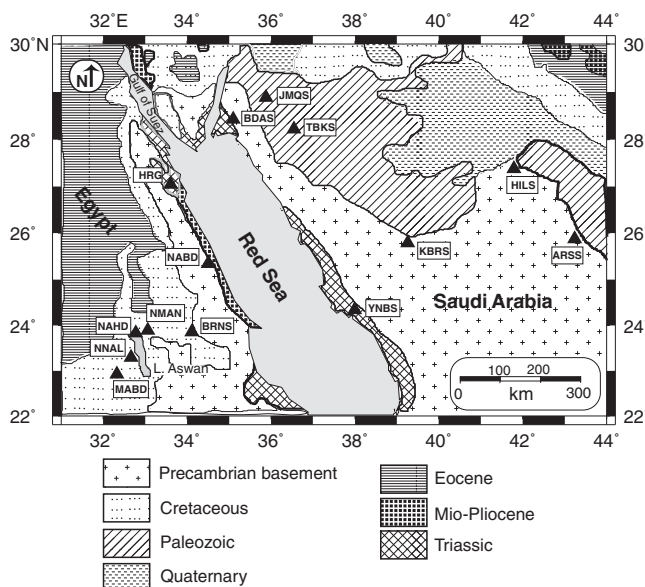 32°E 34° 36° 38° 40° 42° 44°
30°N 30
28° 28
26° 26
24° 24
22° 22
32° 34° 36° 38° 40° 42° 44°
N
Gulf of Suez
JMQS
BDAS
TBKS
HRG
HILS
Egypt
KBRS
ARSS
NABD
Red Sea
Saudi Arabia
YNBS
NMAN
NAHD
BRNS
NNAL
L. Aswan
MABD
100 200
0 300
km
Precambrian basement
Cretaceous
Paleozoic
Quaternary
Eocene
Mio-Pliocene
Triassic